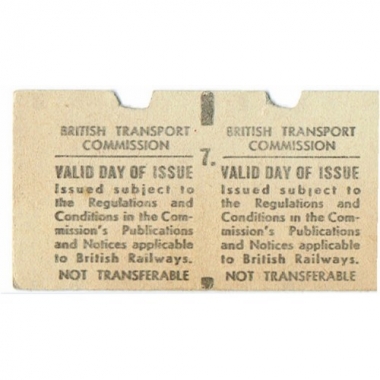 BRITISH TRANSPORT
COMMISSION
VALID DAY OF ISSUE
Issued subject to
the Regulations and
Conditions in the Com-
mission's Publications
and Notices applicable
to British Railways.
NOT TRANSFERABLE
7.
BRITISH TRANSPORT
COMMISSION
VALID DAY OF ISSUE
Issued subject to
the Regulations and
Conditions in the Com-
mission's Publications
and Notices applicable
to British Railways.
NOT TRANSFERABLE